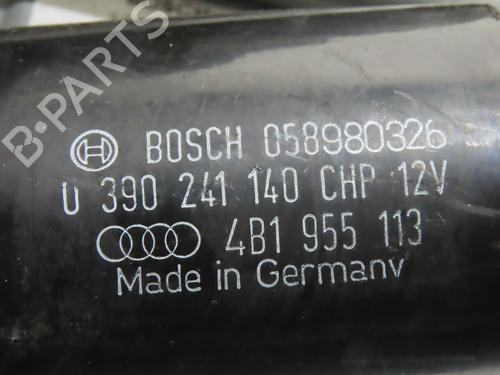 B-PARTS
BOSCH 058980326
0 390 241 140 CHP 12V
4B1 955 113
Made in Germany